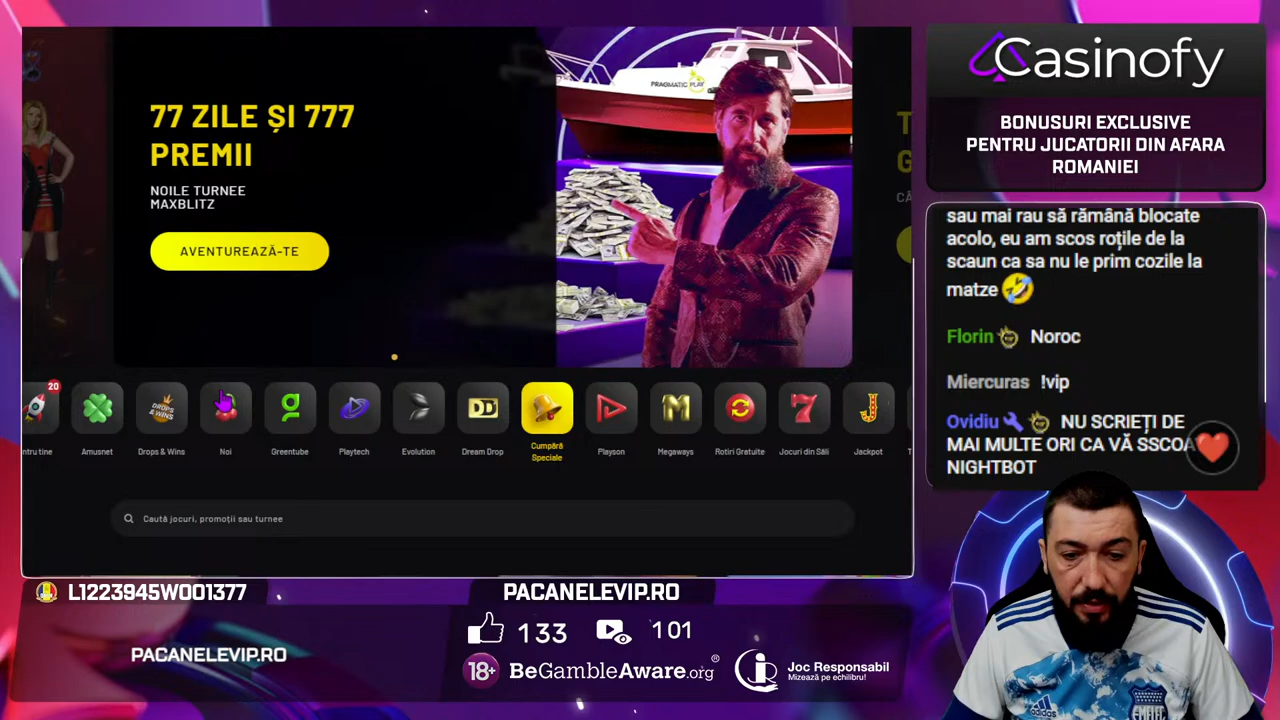 77 ZILE ȘI 777
PREMII
NOILE TURNEE
MAXBLITZ
AVENTUREAZĂ-TE
PRAGMATIC PLAY
20
ntru tine
Amusnet
DROPS & WINS
Drops & Wins
Noi
Greentube
Playtech
Evolution
DD
Dream Drop
Cumpără
Speciale
Playson
M
Megaways
Rotiri Gratuite
7
Jocuri din Săli
J
Jackpot
Caută jocuri, promoții sau turnee
Casinofy
BONUSURI EXCLUSIVE
PENTRU JUCATORII DIN AFARA
ROMANIEI
sau mai rau să rămână blocate
acolo, eu am scos roțile de la
scaun ca sa nu le prim cozile la
matze
Florin Noroc
Miercuras !vip
Ovidiu NU SCRIEȚI DE
MAI MULTE ORI CA VĂ SSCOA
NIGHTBOT
L1223945W001377
PACANELEVIP.RO
PACANELEVIP.RO
133
101
18+ BeGambleAware.org®
Joc Responsabil
Mizează pe echilibru!
adidas
EMELEC